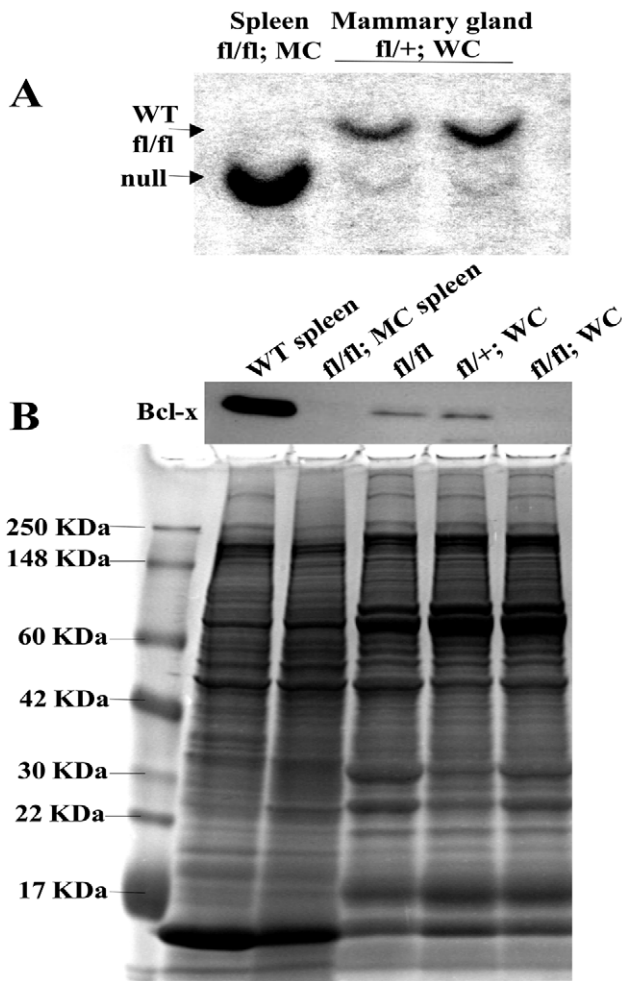 Spleen Mammary gland
fl/fl; MC fl/+; WC
A
WT
fl/fl
null
WT spleen
fl/fl; MC spleen
fl/fl
fl/+; WC
fl/fl; WC
Bcl-x
B
250 KDa
148 KDa
60 KDa
42 KDa
30 KDa
22 KDa
17 KDa